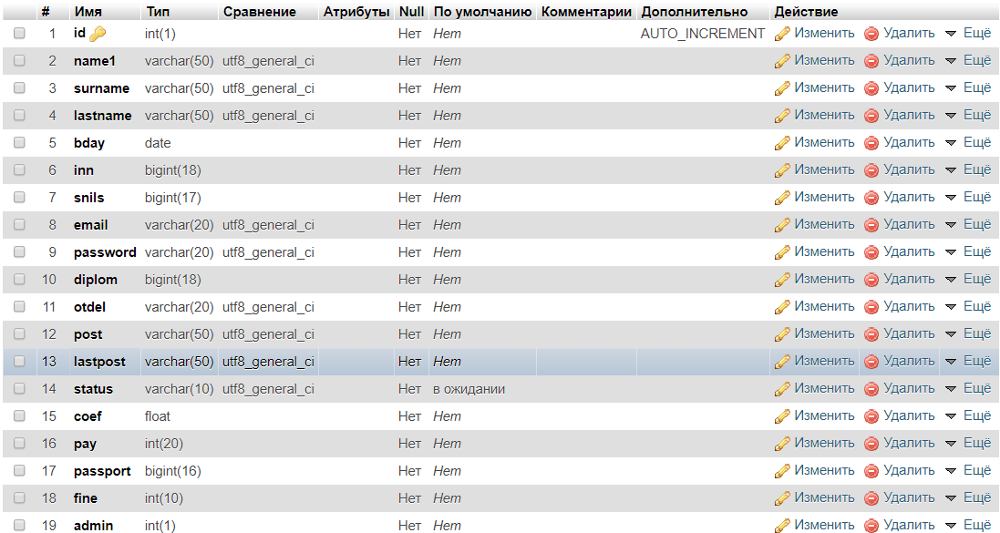 # Имя Тип Сравнение Атрибуты Null По умолчанию Комментарии Дополнительно Действие
1 id int(1) Нет Нет AUTO_INCREMENT Изменить Удалить Ещё
2 name1 varchar(50) utf8_general_ci Нет Нет Изменить Удалить Ещё
3 surname varchar(50) utf8_general_ci Нет Нет Изменить Удалить Ещё
4 lastname varchar(50) utf8_general_ci Нет Нет Изменить Удалить Ещё
5 bday date Нет Нет Изменить Удалить Ещё
6 inn bigint(18) Нет Нет Изменить Удалить Ещё
7 snils bigint(17) Нет Нет Изменить Удалить Ещё
8 email varchar(20) utf8_general_ci Нет Нет Изменить Удалить Ещё
9 password varchar(20) utf8_general_ci Нет Нет Изменить Удалить Ещё
10 diplom bigint(18) Нет Нет Изменить Удалить Ещё
11 otdel varchar(20) utf8_general_ci Нет Нет Изменить Удалить Ещё
12 post varchar(50) utf8_general_ci Нет Нет Изменить Удалить Ещё
13 lastpost varchar(50) utf8_general_ci Нет Нет Изменить Удалить Ещё
14 status varchar(10) utf8_general_ci Нет в ожидании Изменить Удалить Ещё
15 coef float Нет Нет Изменить Удалить Ещё
16 pay int(20) Нет Нет Изменить Удалить Ещё
17 passport bigint(16) Нет Нет Изменить Удалить Ещё
18 fine int(10) Нет Нет Изменить Удалить Ещё
19 admin int(1) Нет Нет Изменить Удалить Ещё